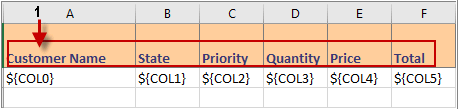 1
A B C D E F
Customer Name State Priority Quantity Price Total
${COL0} ${COL1} ${COL2} ${COL3} ${COL4} ${COL5}